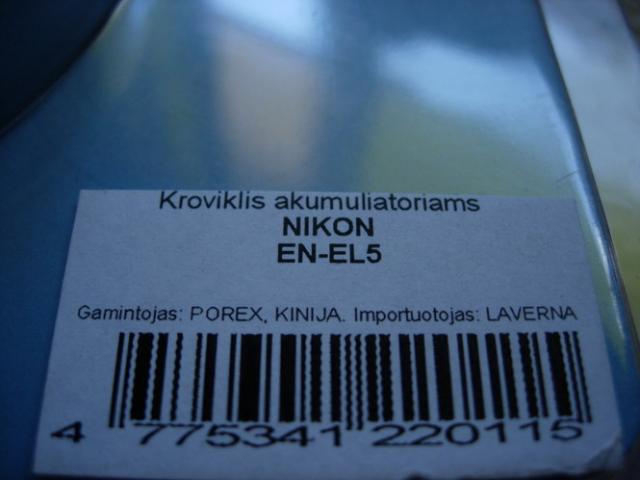 Kroviklis akumuliatoriams
NIKON
EN-EL5
Gamintojas: POREX, KINIJA. Importuotojas: LAVERNA
4 775341 220115